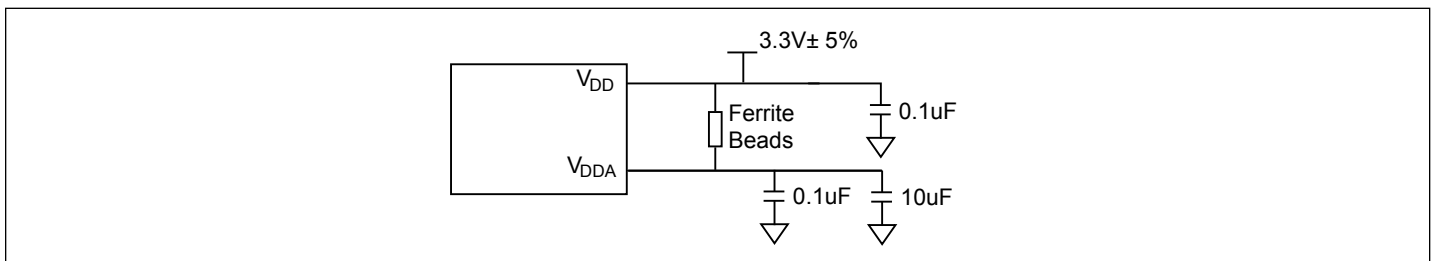 3.3V± 5%
VDD
0.1uF
Ferrite
Beads
VDDA
0.1uF
10uF